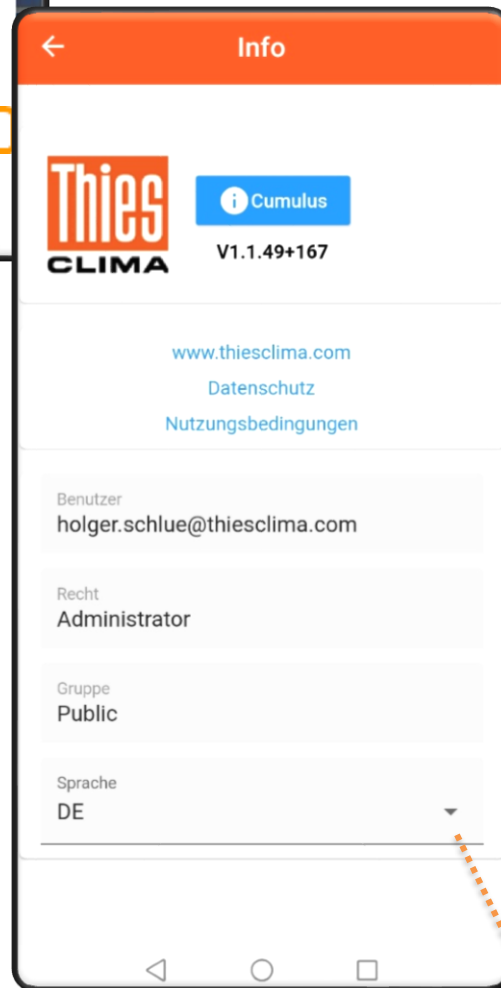 Info
Thies
CLIMA
Cumulus
V1.1.49+167
www.thiesclima.com
Datenschutz
Nutzungsbedingungen
Benutzer
holger.schlue@thiesclima.com
Recht
Administrator
Gruppe
Public
Sprache
DE